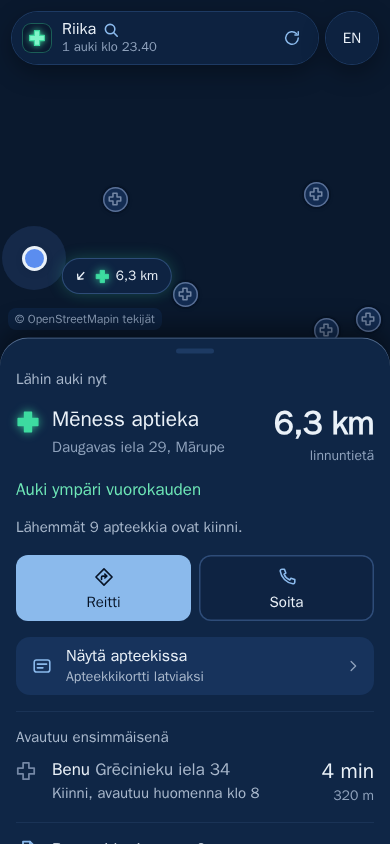 Riika
1 auki klo 23.40
EN
6,3 km
© OpenStreetMapin tekijät
Lähin auki nyt
Mēness aptieka
6,3 km
Daugavas iela 29, Mārupe
linnuntietä
Auki ympäri vuorokauden
Lähemmät 9 apteekkia ovat kiinni.
Reitti
Soita
Näytä apteekissa
Apteekkikortti latviaksi
Avautuu ensimmäisenä
Benu Grēcinieku iela 34
4 min
Kiinni, avautuu huomenna klo 8
320 m